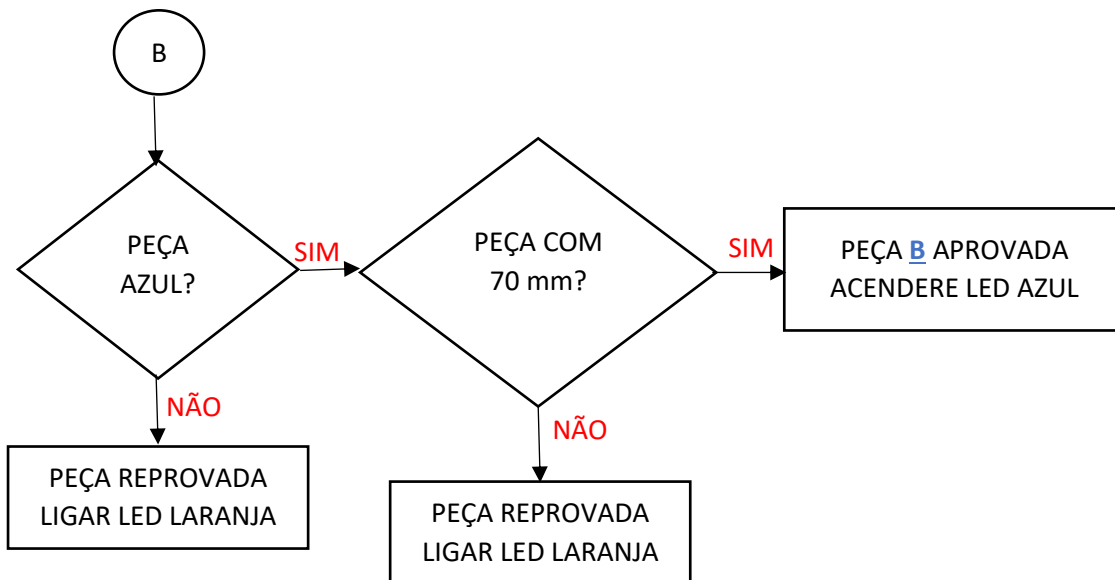 B
PEÇA
AZUL?
SIM
PEÇA COM
70 mm?
SIM
PEÇA B APROVADA
ACENDERE LED AZUL
NÃO
PEÇA REPROVADA
LIGAR LED LARANJA
NÃO
PEÇA REPROVADA
LIGAR LED LARANJA